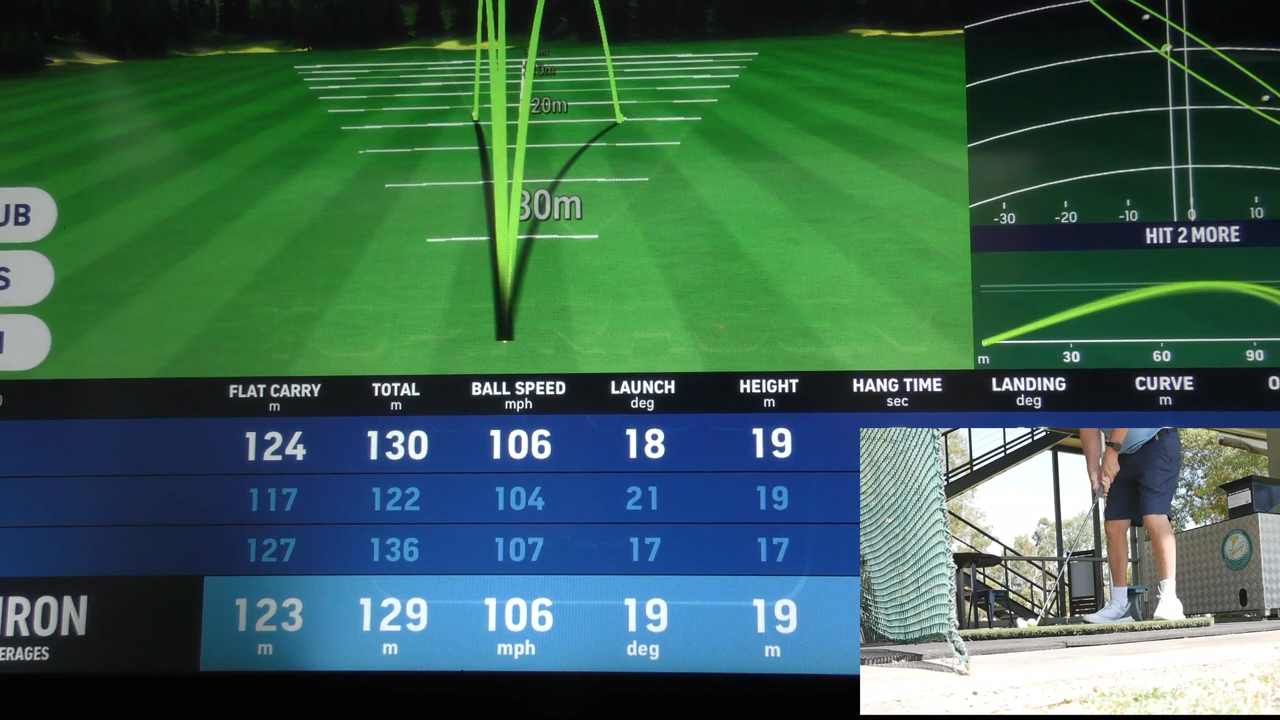 20m
80m
UB
S
-30 -20 -10 0 10
HIT 2 MORE
m 30 60 90
FLAT CARRY TOTAL BALL SPEED LAUNCH HEIGHT HANG TIME LANDING CURVE
m m mph deg m sec deg m
124 130 106 18 19
117 122 104 21 19
127 136 107 17 17
IRON
ERAGES
123 129 106 19 19
m m mph deg m